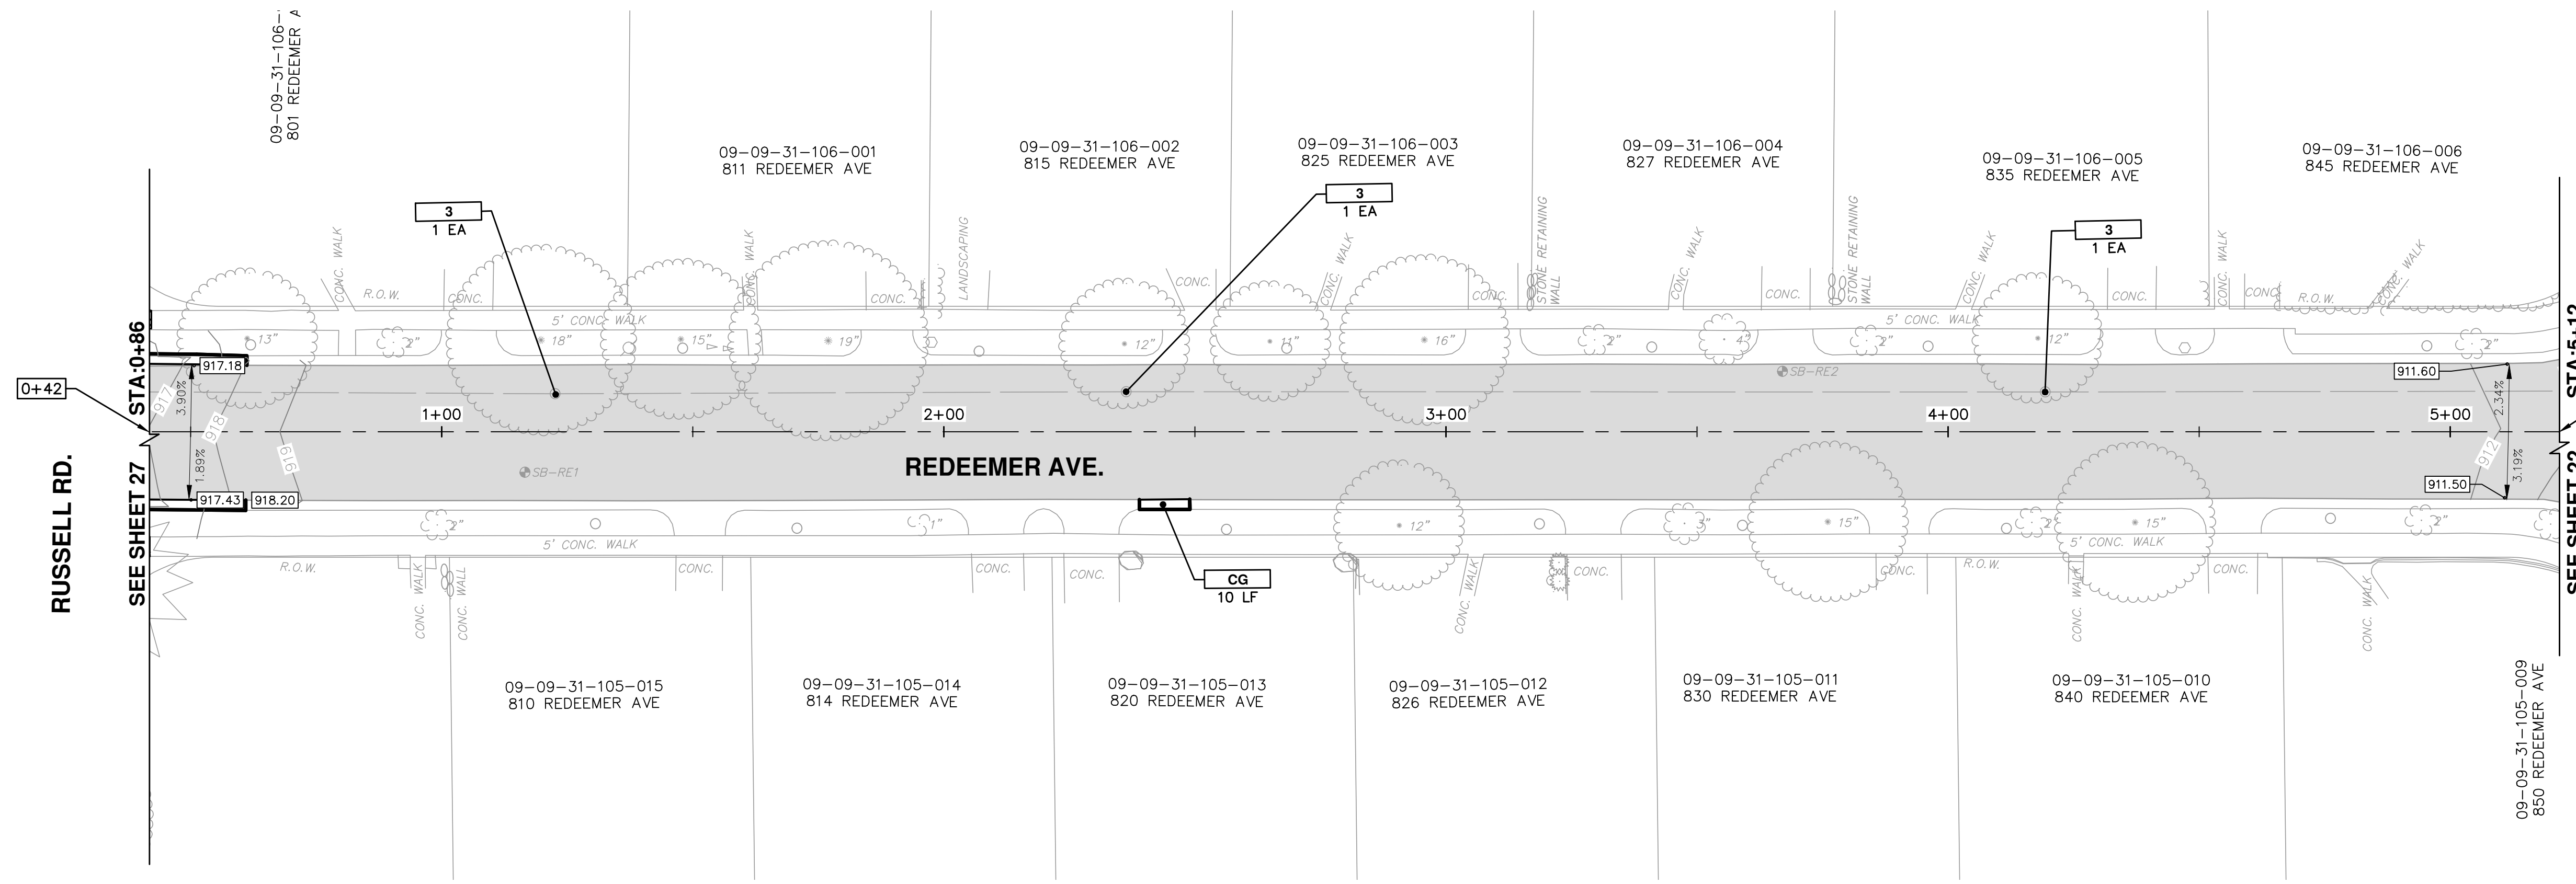 09-09-31-106-
801 REDEEMER A
09-09-31-106-001
811 REDEEMER AVE
09-09-31-106-002
815 REDEEMER AVE
09-09-31-106-003
825 REDEEMER AVE
09-09-31-106-004
827 REDEEMER AVE
09-09-31-106-005
835 REDEEMER AVE
09-09-31-106-006
845 REDEEMER AVE
3
1 EA
3
1 EA
3
1 EA
CONC. WALK
CONC. WALK
LANDSCAPING
CONC. WALK
STONE RETAINING
WALL
CONC. WALK
STONE RETAINING
WALL
CONC. WALK
CONC. WALK
CONC. WALK
R.O.W.
CONC.
CONC.
CONC.
CONC.
CONC.
CONC.
CONC.
R.O.W.
5' CONC. WALK
5' CONC. WALK
13"
2"
18"
15"
19"
12"
11"
16"
2"
4"
2"
12"
2"
STA:0+86
SEE SHEET 27
RUSSELL RD.
0+42
917.18
917
918
919
3.90%
1.89%
917.43
918.20
1+00
2+00
3+00
4+00
5+00
SB-RE1
SB-RE2
REDEEMER AVE.
911.60
2.34%
912
3.19%
911.50
STA:5+12
SEE SHEET 22
2"
1"
12"
3"
15"
2"
15"
2"
5' CONC. WALK
5' CONC. WALK
R.O.W.
CONC. WALK
CONC. WALL
CONC.
CONC.
CONC.
CG
10 LF
CONC. WALK
CONC.
CONC.
R.O.W.
CONC. WALK
CONC.
CONC. WALK
09-09-31-105-015
810 REDEEMER AVE
09-09-31-105-014
814 REDEEMER AVE
09-09-31-105-013
820 REDEEMER AVE
09-09-31-105-012
826 REDEEMER AVE
09-09-31-105-011
830 REDEEMER AVE
09-09-31-105-010
840 REDEEMER AVE
09-09-31-105-009
850 REDEEMER AVE